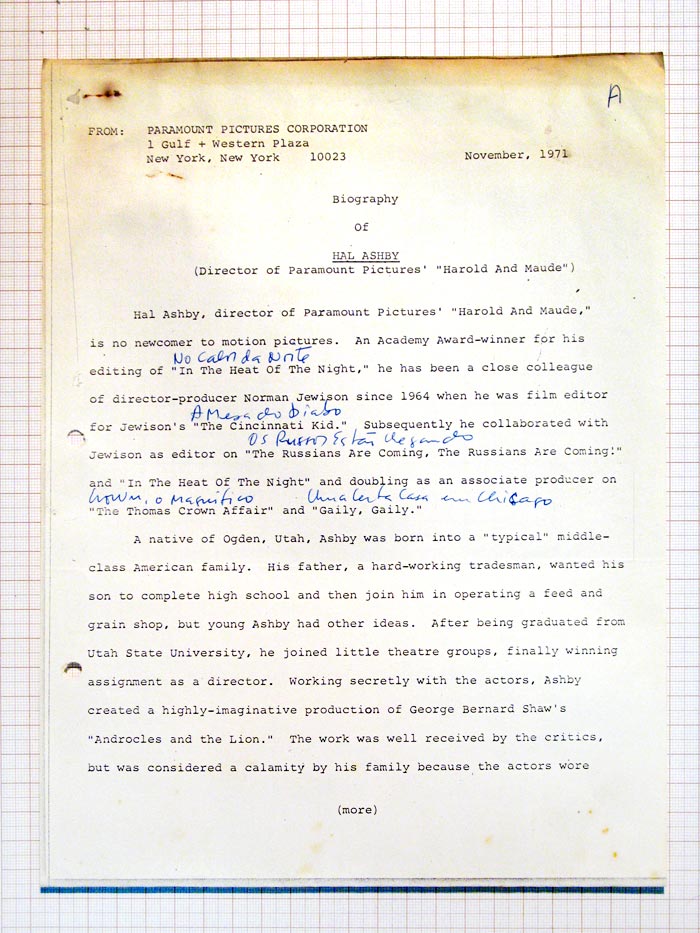 A
FROM: PARAMOUNT PICTURES CORPORATION
1 Gulf + Western Plaza
New York, New York 10023 November, 1971
Biography
Of
HAL ASHBY
(Director of Paramount Pictures' "Harold And Maude")
Hal Ashby, director of Paramount Pictures' "Harold And Maude,"
is no newcomer to motion pictures. An Academy Award-winner for his
No Calor da Noite
editing of "In The Heat Of The Night," he has been a close colleague
of director-producer Norman Jewison since 1964 when he was film editor
A Mesa do Diabo
for Jewison's "The Cincinnati Kid." Subsequently he collaborated with
Os Russos Estão Chegando
Jewison as editor on "The Russians Are Coming, The Russians Are Coming!"
and "In The Heat Of The Night" and doubling as an associate producer on
Crown, o Magnífico Uma Certa Casa em Chicago
"The Thomas Crown Affair" and "Gaily, Gaily."
A native of Ogden, Utah, Ashby was born into a "typical" middle-
class American family. His father, a hard-working tradesman, wanted his
son to complete high school and then join him in operating a feed and
grain shop, but young Ashby had other ideas. After being graduated from
Utah State University, he joined little theatre groups, finally winning
assignment as a director. Working secretly with the actors, Ashby
created a highly-imaginative production of George Bernard Shaw's
"Androcles and the Lion." The work was well received by the critics,
but was considered a calamity by his family because the actors wore
(more)